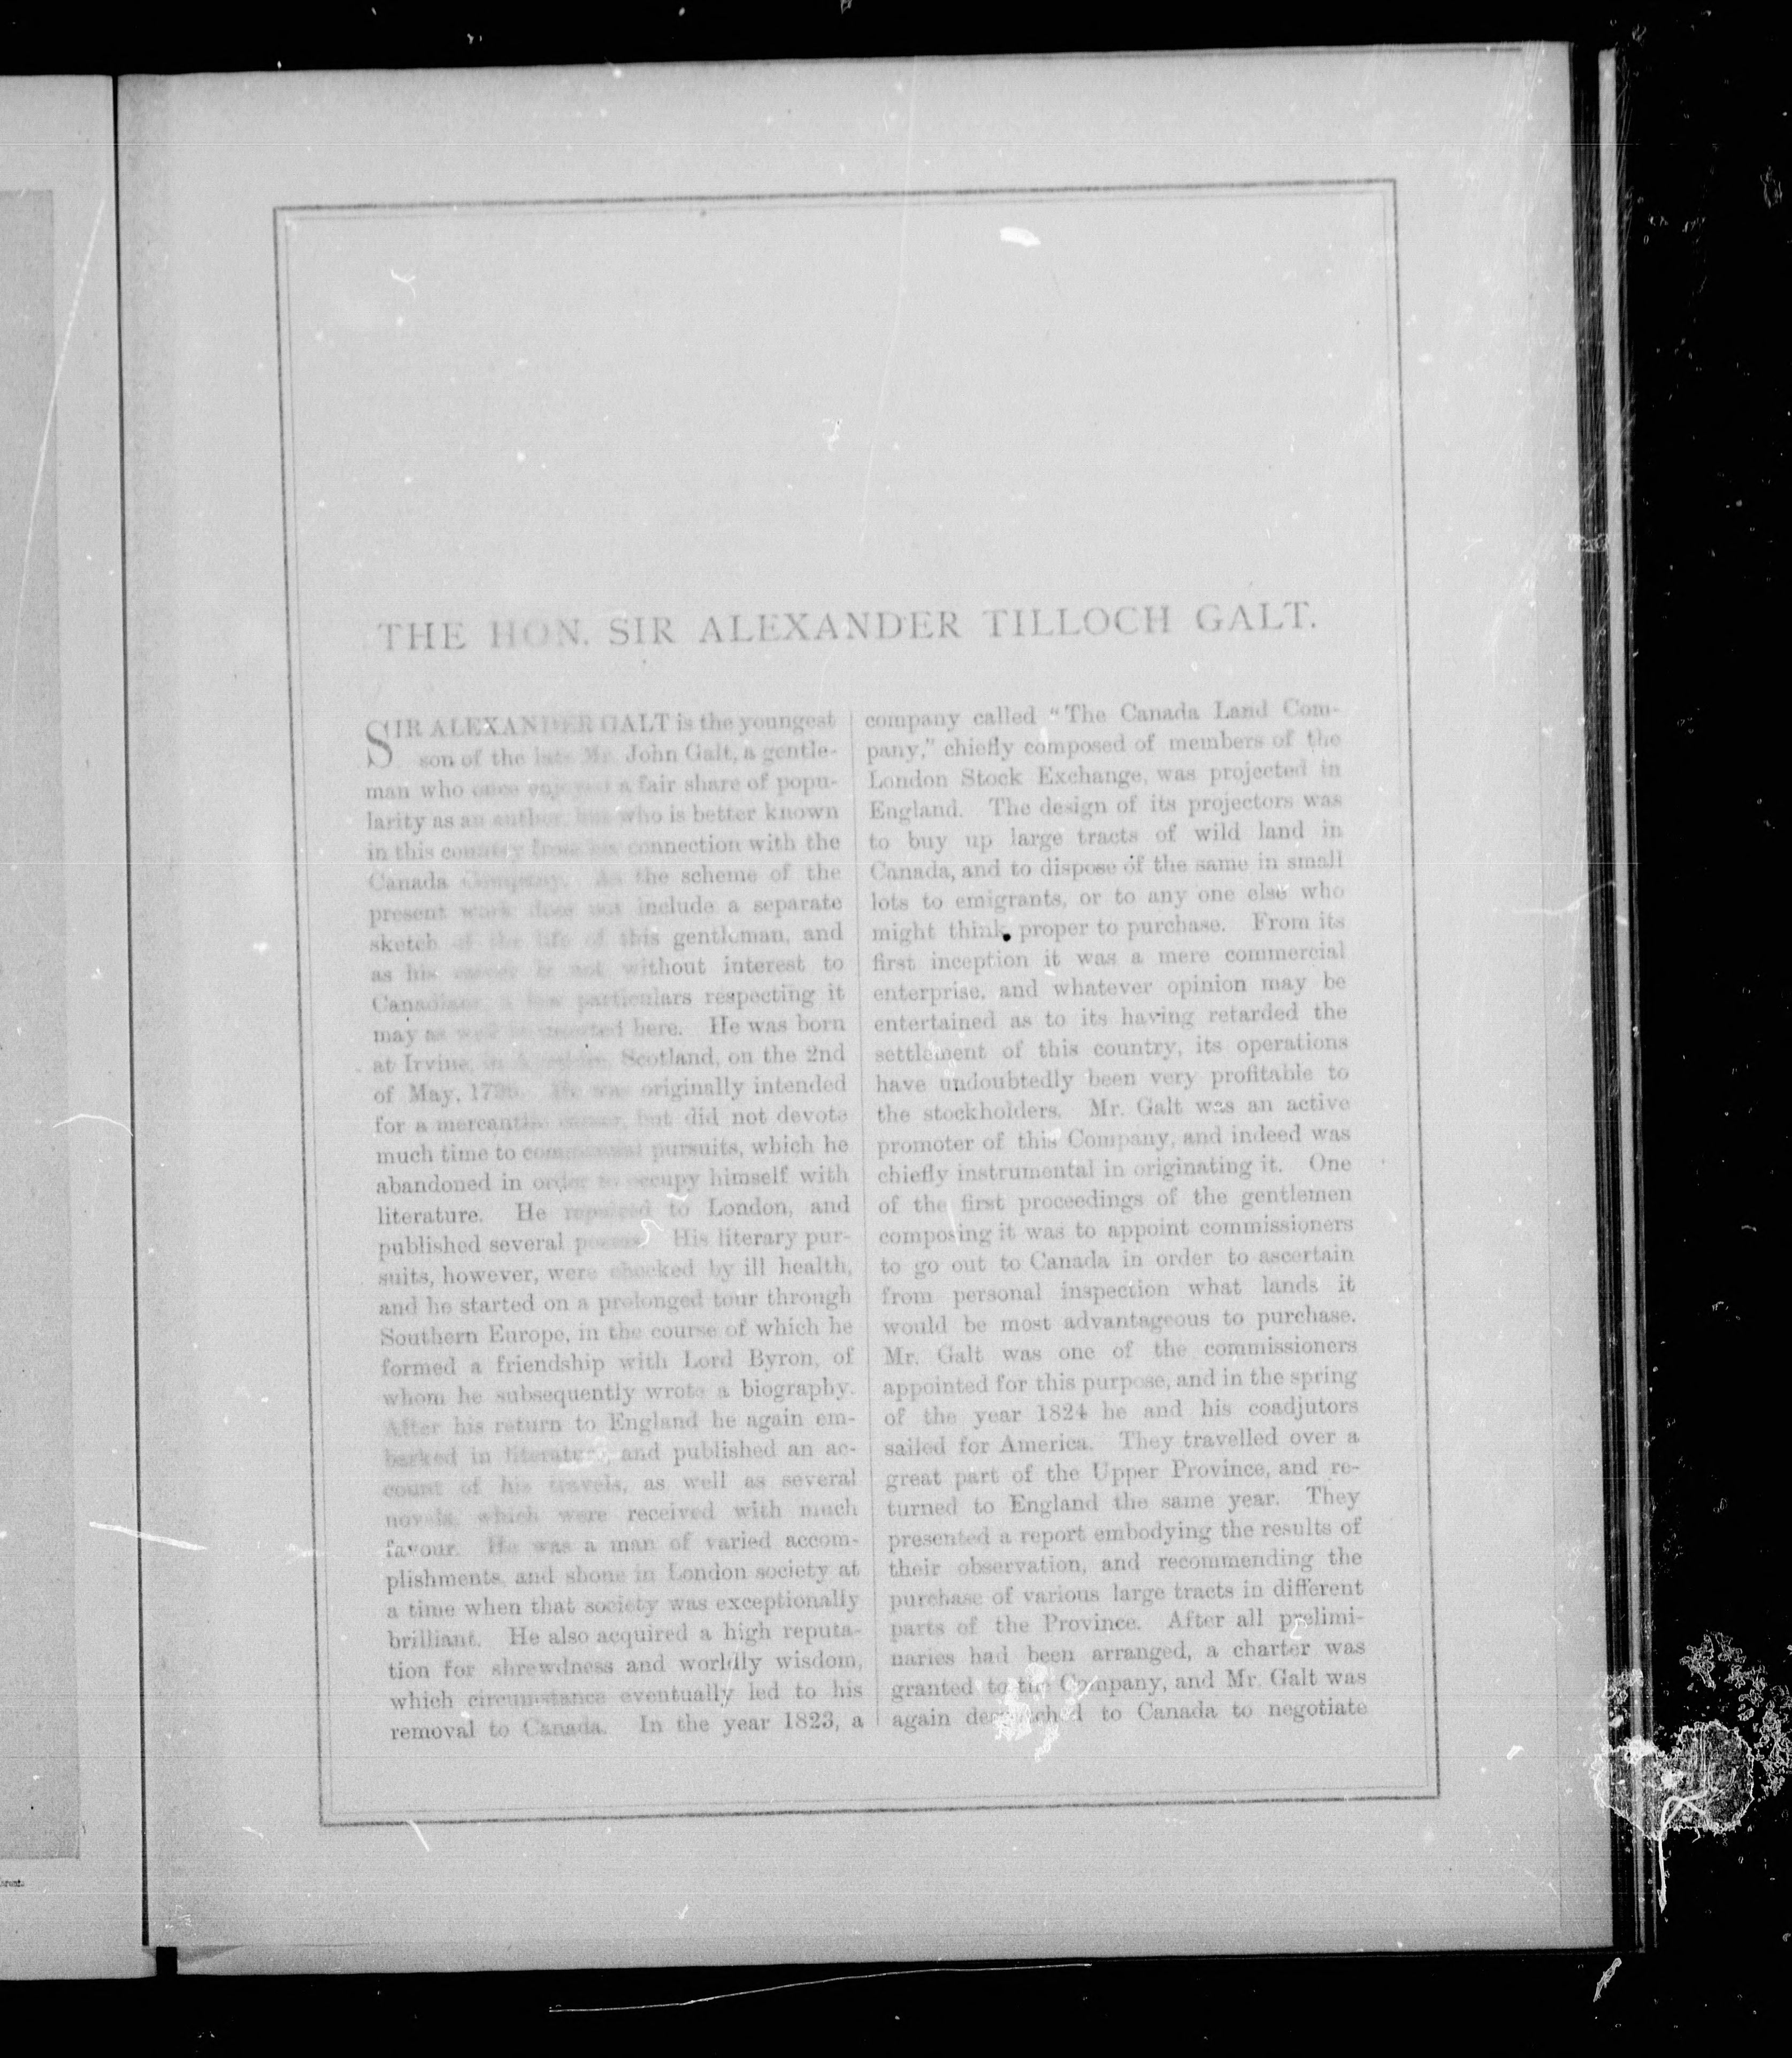 THE HON. SIR ALEXANDER TILLOCH GALT.
SIR ALEXANDER GALT is the youngest
son of the late Mr. John Galt, a gentle-
man who once enjoyed a fair share of popu-
larity as an author, but who is better known
in this country from his connection with the
Canada Company. As the scheme of the
present work does not include a separate
sketch of the life of this gentleman, and
as his career is not without interest to
Canadians, a few particulars respecting it
may as well be inserted here. He was born
at Irvine, in Ayrshire, Scotland, on the 2nd
of May, He was originally intended
for a mercantile career, but did not devote
much time to commercial pursuits, which he
abandoned in order to occupy himself with
literature. He repaired to London, and
published several His literary pur-
suits, however, were checked by ill health,
and he started on a prolonged tour through
Southern Europe, in the course of which he
formed a friendship with Lord Byron, of
whom he subsequently wrote a biography.
After his return to England he again em-
barked in literature, and published an ac-
count of his travels, as well as several
novels, which were received with much
favour. He was a man of varied accom-
plishments, and shone in London society at
a time when that society was exceptionally
brilliant. He also acquired a high reputa-
tion for shrewdness and worldly wisdom,
which circumstance eventually led to his
removal to Canada. In the year 1823, a
company called "The Canada Land Com-
pany," chiefly composed of members of the
London Stock Exchange, was projected in
England. The design of its projectors was
to buy up large tracts of wild land in
Canada, and to dispose of the same in small
lots to emigrants, or to any one else who
might think proper to purchase. From its
first inception it was a mere commercial
enterprise, and whatever opinion may be
entertained as to its having retarded the
settlement of this country, its operations
have undoubtedly been very profitable to
the stockholders. Mr. Galt was an active
promoter of this Company, and indeed was
chiefly instrumental in originating it. One
of the first proceedings of the gentlemen
composing it was to appoint commissioners
to go out to Canada in order to ascertain
from personal inspection what lands it
would be most advantageous to purchase.
Mr. Galt was one of the commissioners
appointed for this purpose, and in the spring
of the year 1824 he and his coadjutors
sailed for America. They travelled over a
great part of the Upper Province, and re-
turned to England the same year. They
presented a report embodying the results of
their observation, and recommending the
purchase of various large tracts in different
parts of the Province. After all prelimi-
naries had been arranged, a charter was
granted to the Company, and Mr. Galt was
again despatched to Canada to negotiate